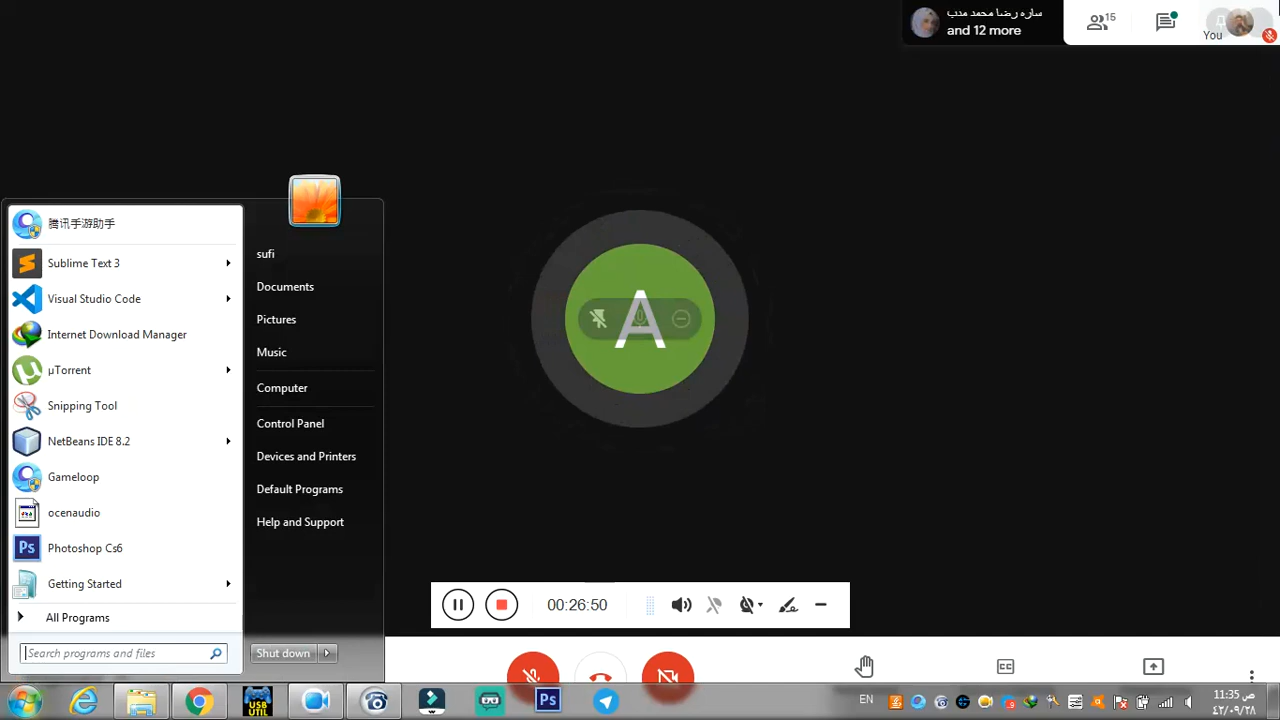 ساره رضا محمد مدب
and 12 more
15
You
腾讯手游助手
Sublime Text 3
Visual Studio Code
Internet Download Manager
µTorrent
Snipping Tool
NetBeans IDE 8.2
Gameloop
ocenaudio
Photoshop Cs6
Getting Started
All Programs
Search programs and files
sufi
Documents
Pictures
Music
Computer
Control Panel
Devices and Printers
Default Programs
Help and Support
Shut down
A
00:26:50
USB
UTIL
Ps
EN
11:35 ص
٤٢/٠٩/٢٨